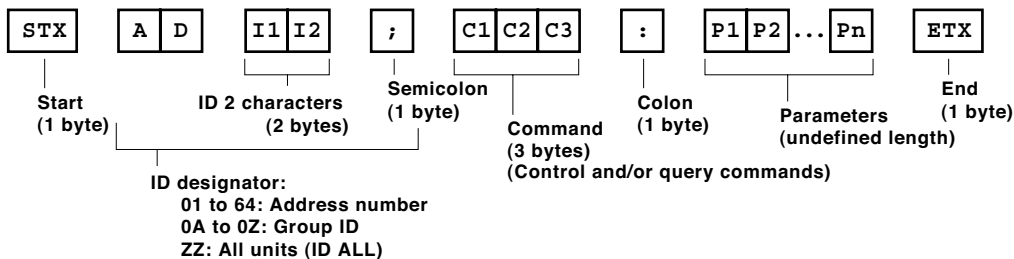 STX A D I1 I2 ; C1 C2 C3 : P1 P2 ... Pn ETX
Start
(1 byte)
ID 2 characters
(2 bytes)
Semicolon
(1 byte)
Command
(3 bytes)
(Control and/or query commands)
Colon
(1 byte)
Parameters
(undefined length)
End
(1 byte)
ID designator:
01 to 64: Address number
0A to 0Z: Group ID
ZZ: All units (ID ALL)